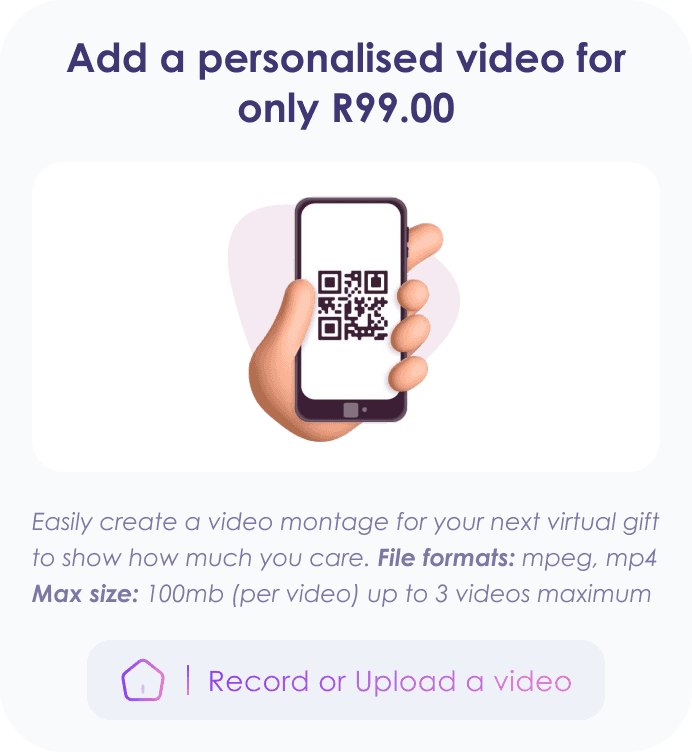 Add a personalised video for
only R99.00
Easily create a video montage for your next virtual gift
to show how much you care. File formats: mpeg, mp4
Max size: 100mb (per video) up to 3 videos maximum
Record or Upload a video